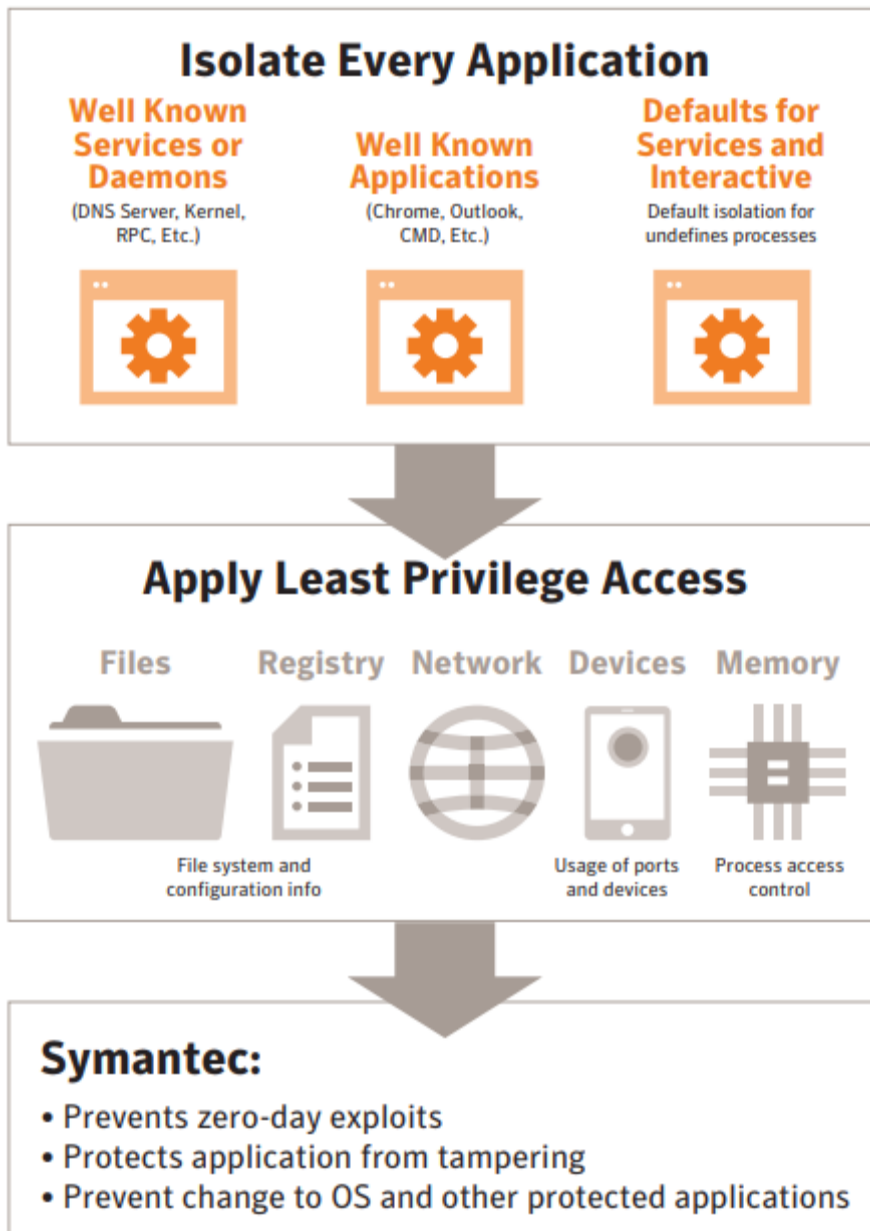 Isolate Every Application
Well Known
Services or
Daemons
(DNS Server, Kernel,
RPC, Etc.)
Well Known
Applications
(Chrome, Outlook,
CMD, Etc.)
Defaults for
Services and
Interactive
Default isolation for
undefines processes
Apply Least Privilege Access
Files
Registry
Network
Devices
Memory
File system and
configuration info
Usage of ports
and devices
Process access
control
Symantec:
• Prevents zero-day exploits
• Protects application from tampering
• Prevent change to OS and other protected applications